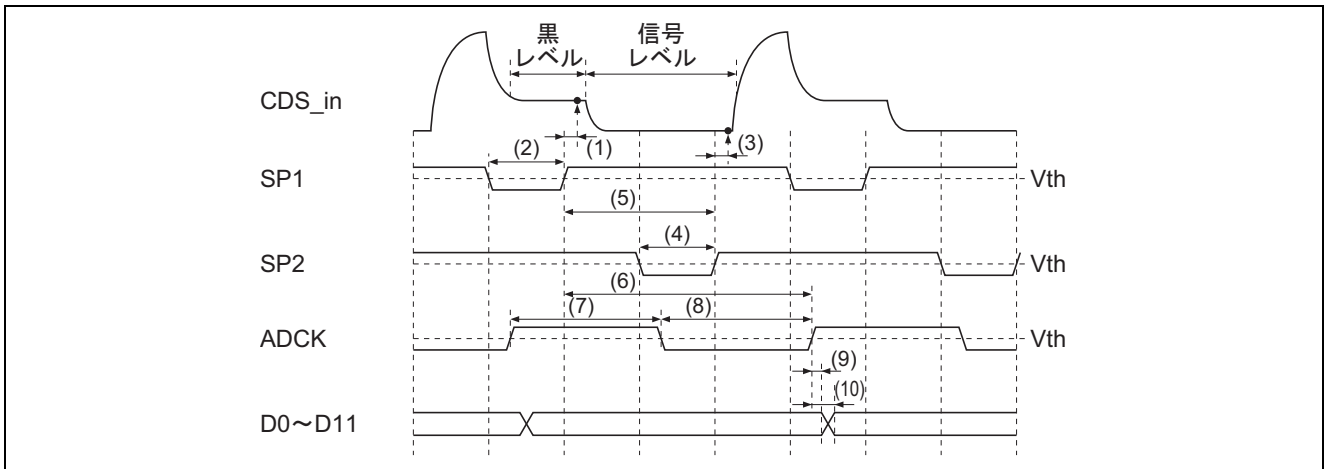 黒
レベル
信号
レベル
CDS_in
(1)
(3)
(2)
SP1
Vth
(5)
(4)
SP2
Vth
(6)
(7)
(8)
ADCK
Vth
(9)
(10)
D0～D11